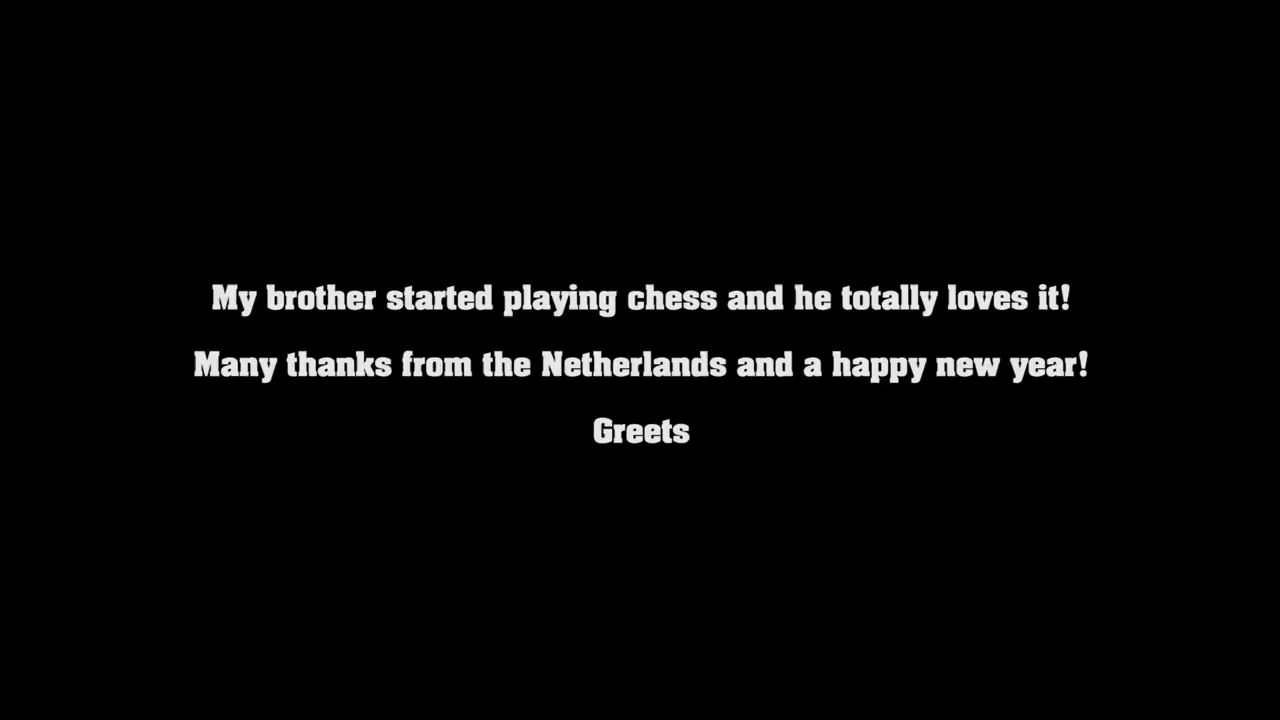 My brother started playing chess and he totally loves it!
Many thanks from the Netherlands and a happy new year!
Greets